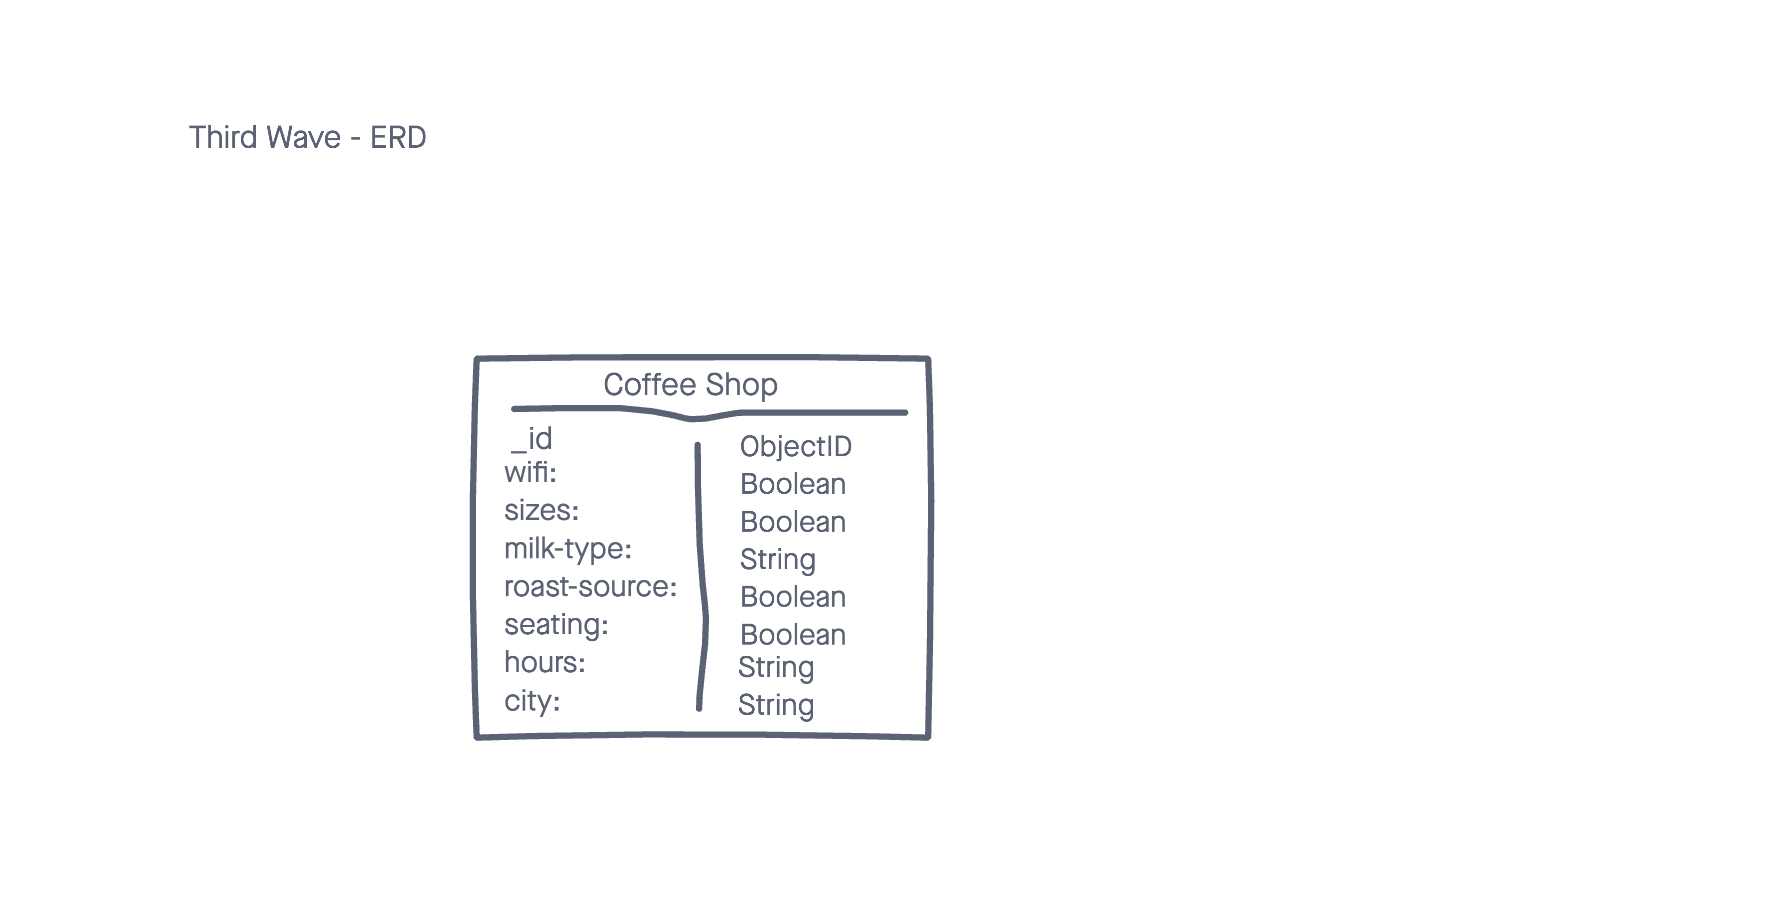 Third Wave - ERD
Coffee Shop
_id ObjectID
wifi: Boolean
sizes: Boolean
milk-type: String
roast-source: Boolean
seating: Boolean
hours: String
city: String